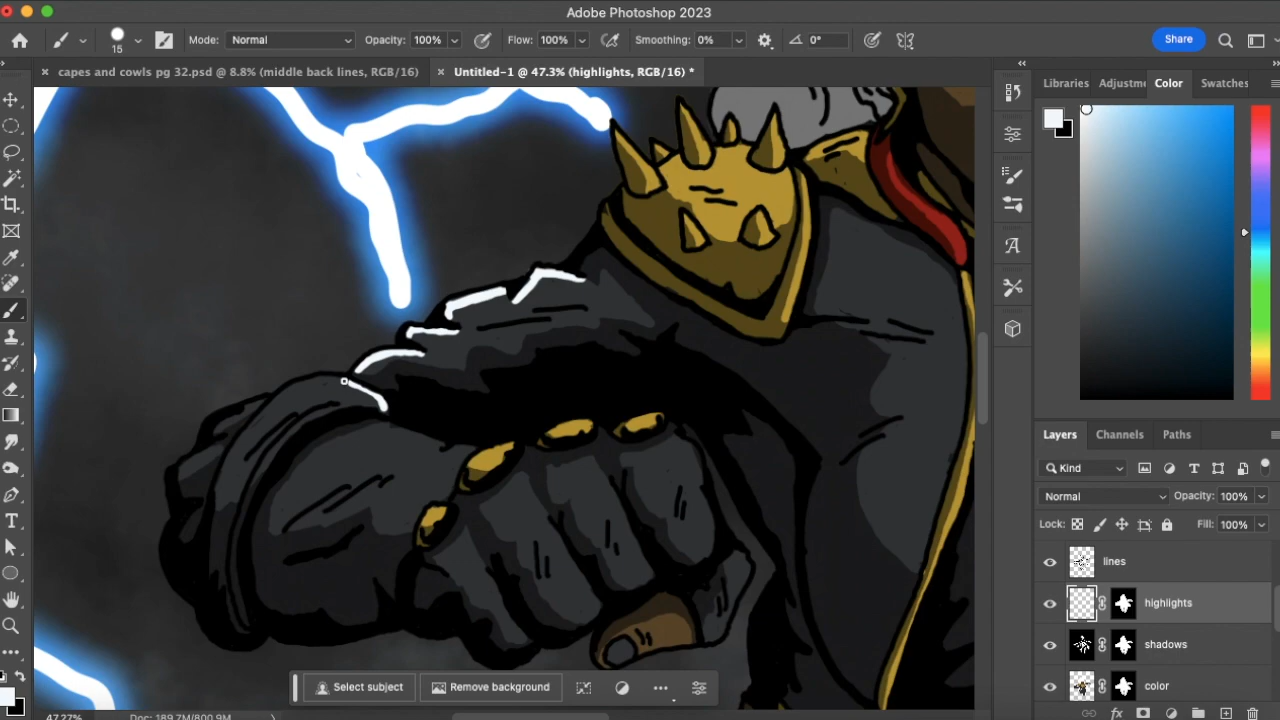 Adobe Photoshop 2023
15
Mode: Normal Opacity: 100% Flow: 100% Smoothing: 0% 0° Share
capes and cowls pg 32.psd @ 8.8% (middle back lines, RGB/16) Untitled-1 @ 47.3% (highlights, RGB/16) *
Libraries Adjustme Color Swatches
Layers Channels Paths
Kind
Normal Opacity: 100%
Lock: Fill: 100%
lines
highlights
shadows
color
Select subject Remove background
47.27% Doc: 189.7M/800.9M
fx